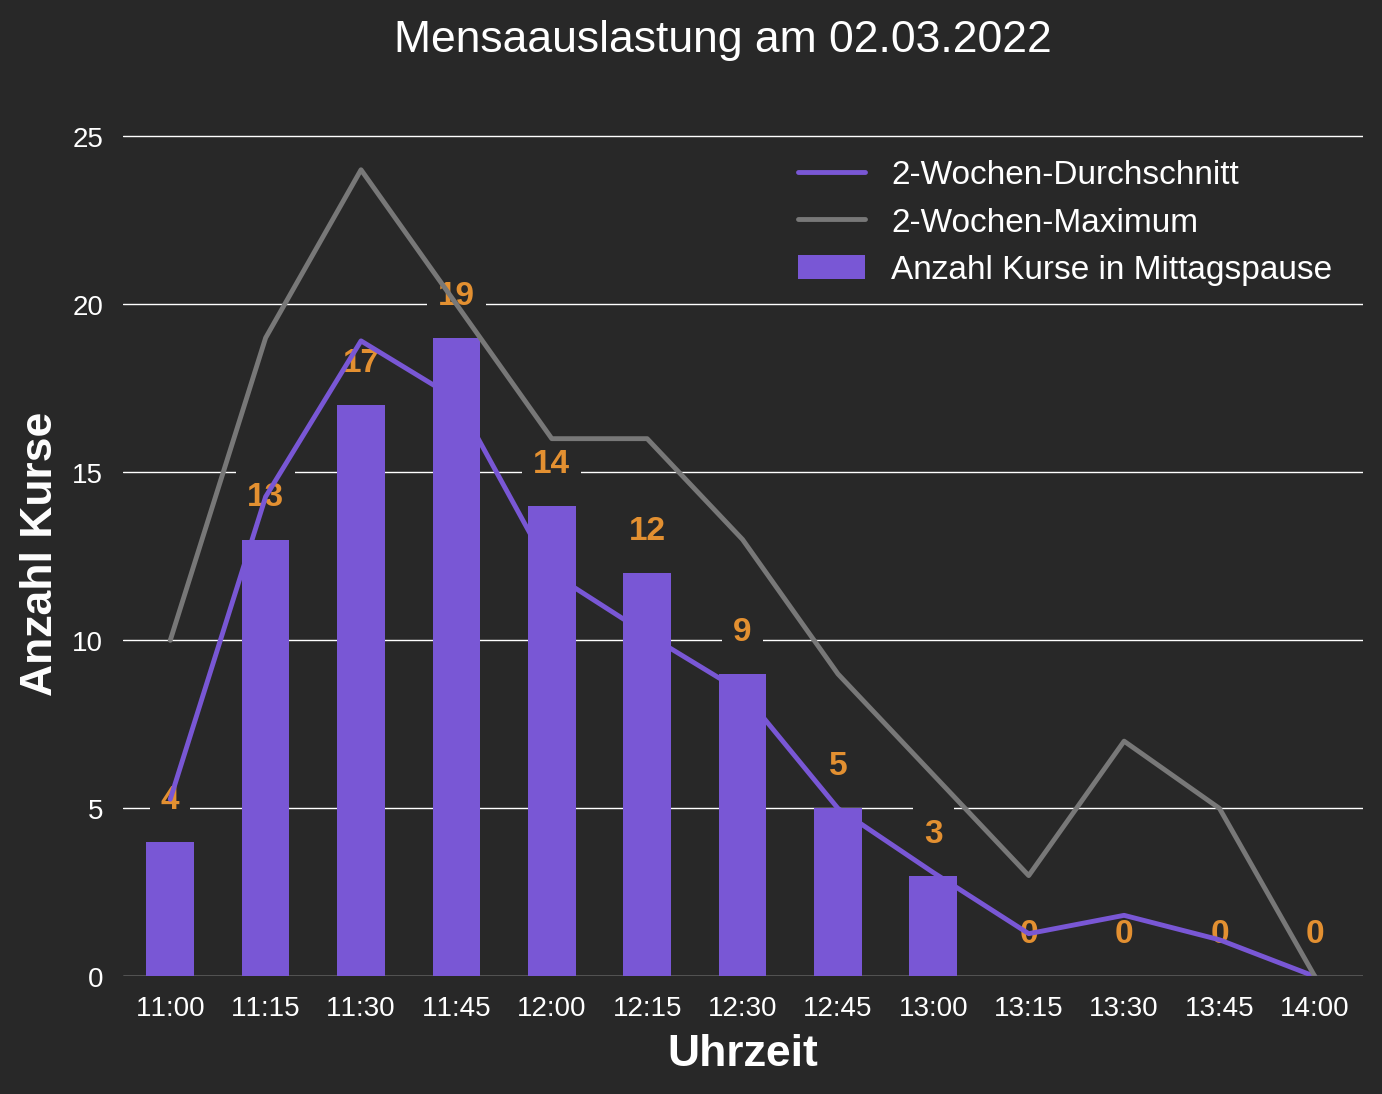 Mensaauslastung am 02.03.2022
25
2-Wochen-Durchschnitt
2-Wochen-Maximum
Anzahl Kurse in Mittagspause
20
15
10
5
0
Anzahl Kurse
4
13
17
19
14
12
9
5
3
0
0
0
0
11:00 11:15 11:30 11:45 12:00 12:15 12:30 12:45 13:00 13:15 13:30 13:45 14:00
Uhrzeit